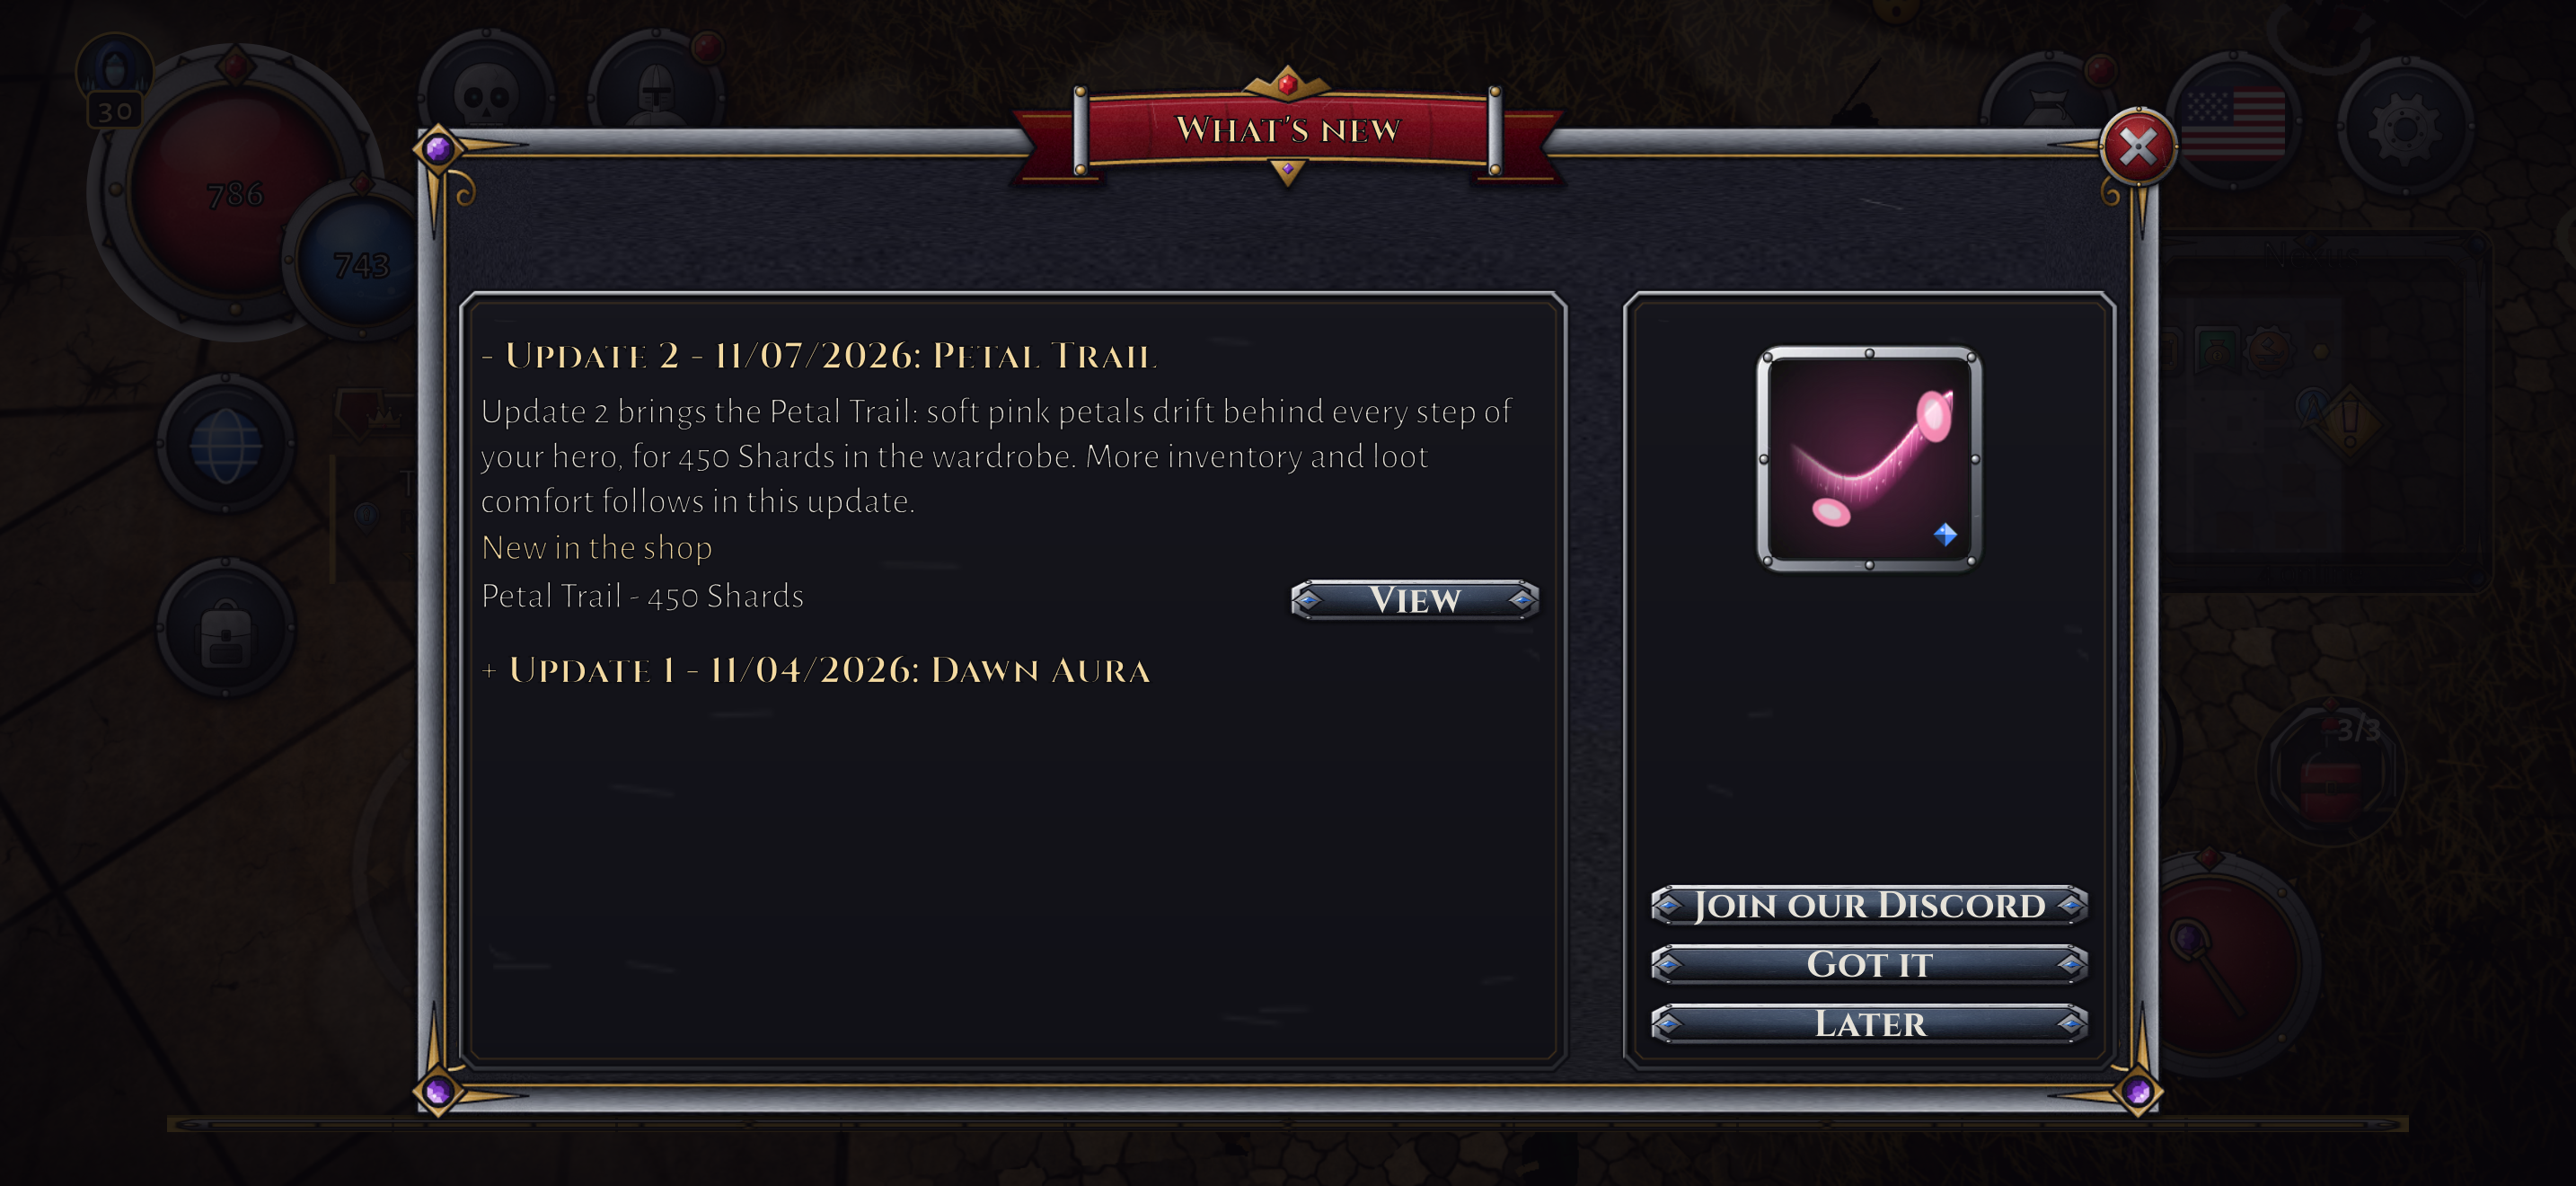 30
What's new
786
743
- Update 2 - 11/07/2026: Petal Trail
Update 2 brings the Petal Trail: soft pink petals drift behind every step of
your hero, for 450 Shards in the wardrobe. More inventory and loot
comfort follows in this update.
New in the shop
Petal Trail - 450 Shards
View
+ Update 1 - 11/04/2026: Dawn Aura
3/3
Join our Discord
Got it
Later